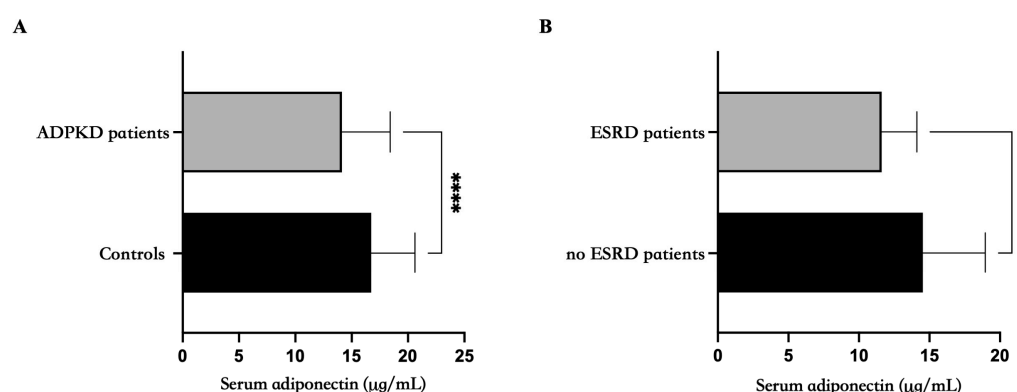 A
ADPKD patients
Controls
****
0 5 10 15 20 25
Serum adiponectin (µg/mL)
B
ESRD patients
no ESRD patients
0 5 10 15 20
Serum adiponectin (µg/mL)